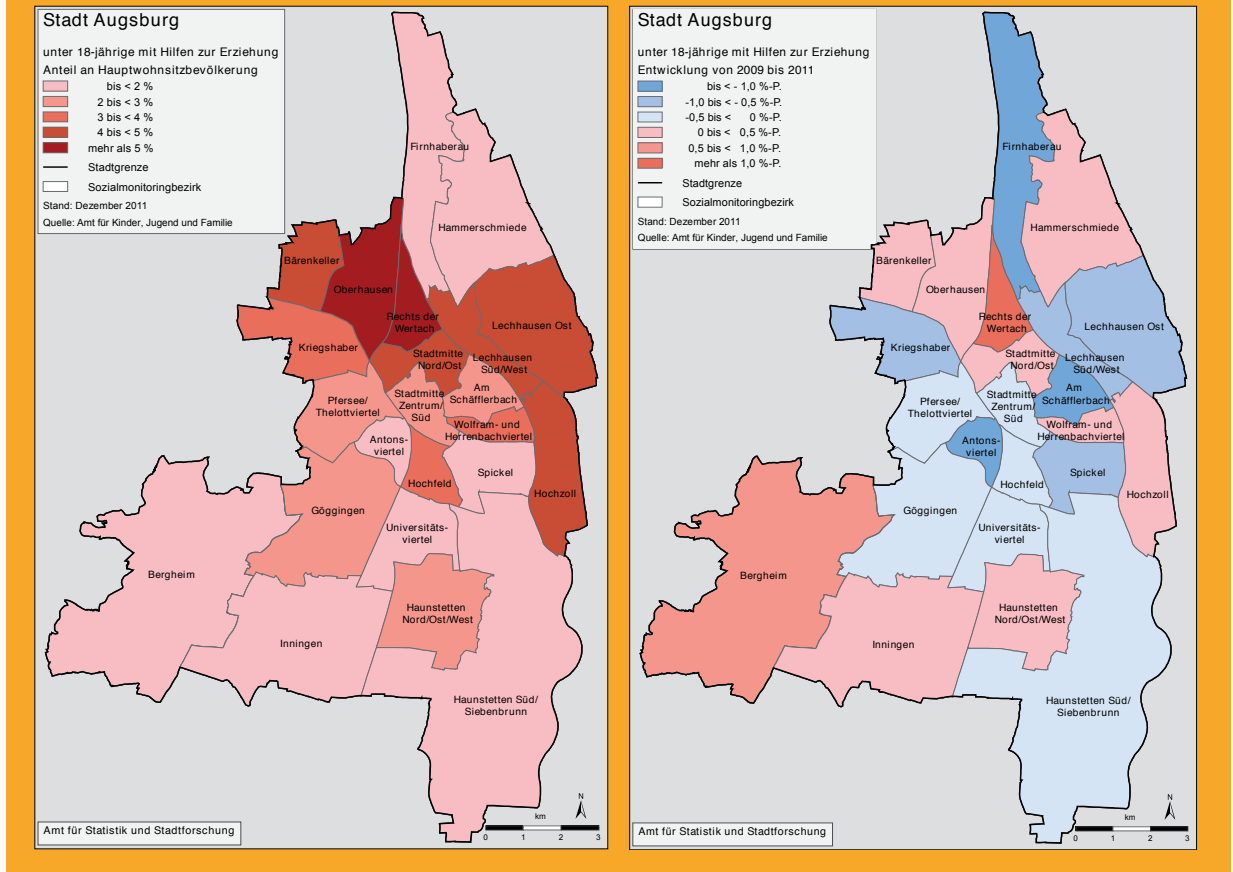 Stadt Augsburg
unter 18-jährige mit Hilfen zur Erziehung
Anteil an Hauptwohnsitzbevölkerung
bis < 2 %
2 bis < 3 %
3 bis < 4 %
4 bis < 5 %
mehr als 5 %
Stadtgrenze
Sozialmonitoringbezirk
Stand: Dezember 2011
Quelle: Amt für Kinder, Jugend und Familie
Firnhaberau
Hammerschmiede
Bärenkeller
Oberhausen
Rechts der
Wertach
Lechhausen Ost
Kriegshaber
Stadtmitte
Nord/Ost
Lechhausen
Süd/West
Pfersee/
Thelottviertel
Stadtmitte
Zentrum/
Süd
Am
Schäfflerbach
Wolfram- und
Herrenbachviertel
Antons-
viertel
Spickel
Hochfeld
Hochzoll
Göggingen
Universitäts-
viertel
Bergheim
Haunstetten
Nord/Ost/West
Inningen
Haunstetten Süd/
Siebenbrunn
Amt für Statistik und Stadtforschung
N
km
0 1 2 3
Stadt Augsburg
unter 18-jährige mit Hilfen zur Erziehung
Entwicklung von 2009 bis 2011
bis < - 1,0 %-P.
-1,0 bis < - 0,5 %-P.
-0,5 bis < 0 %-P.
0 bis < 0,5 %-P.
0,5 bis < 1,0 %-P.
mehr als 1,0 %-P.
Stadtgrenze
Sozialmonitoringbezirk
Stand: Dezember 2011
Quelle: Amt für Kinder, Jugend und Familie
Firnhaberau
Hammerschmiede
Bärenkeller
Oberhausen
Rechts der
Wertach
Lechhausen Ost
Kriegshaber
Stadtmitte
Nord/Ost
Lechhausen
Süd/West
Pfersee/
Thelottviertel
Stadtmitte
Zentrum/
Süd
Am
Schäfflerbach
Wolfram- und
Herrenbachviertel
Antons-
viertel
Spickel
Hochfeld
Hochzoll
Göggingen
Universitäts-
viertel
Bergheim
Haunstetten
Nord/Ost/West
Inningen
Haunstetten Süd/
Siebenbrunn
Amt für Statistik und Stadtforschung
N
km
0 1 2 3